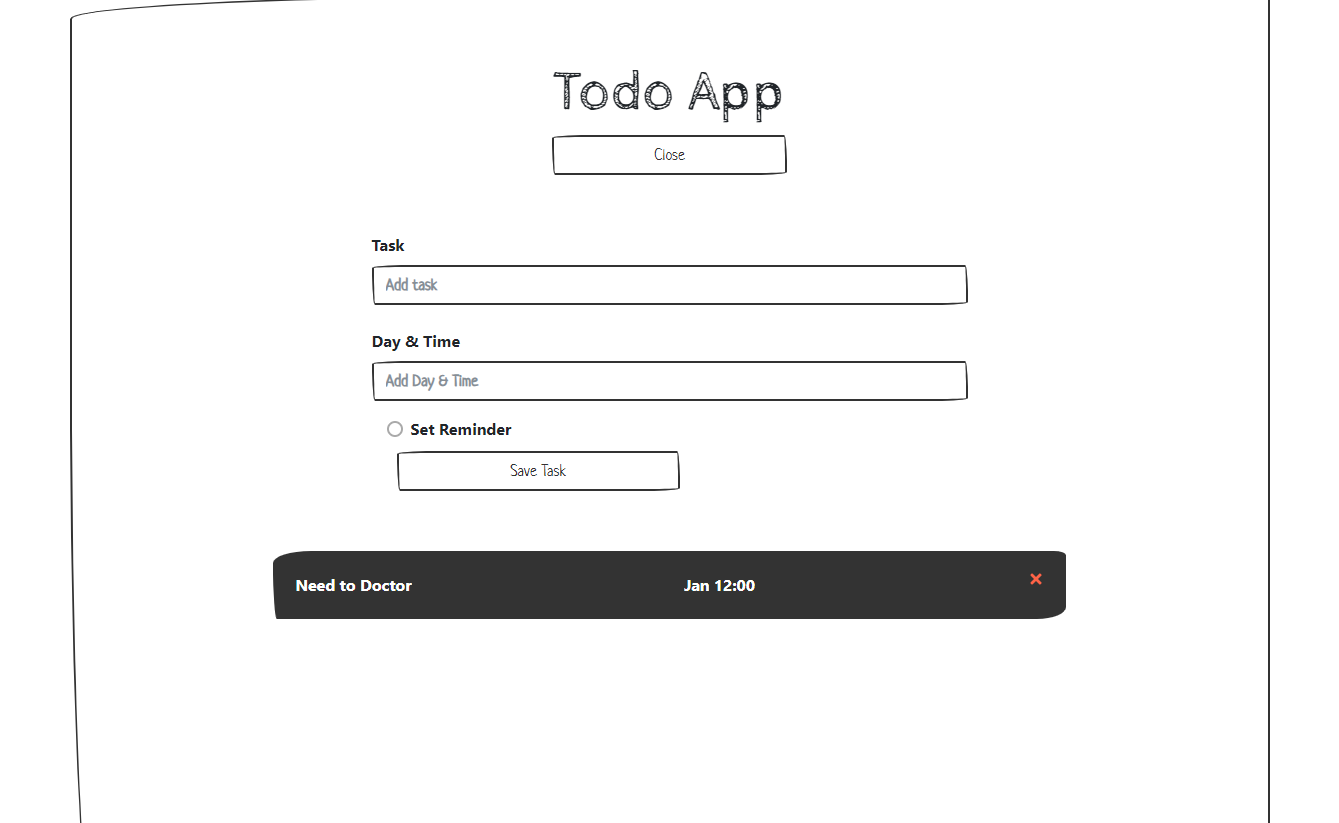 Todo App
Close
Task
Add task
Day & Time
Add Day & Time
Set Reminder
Save Task
Need to Doctor Jan 12:00